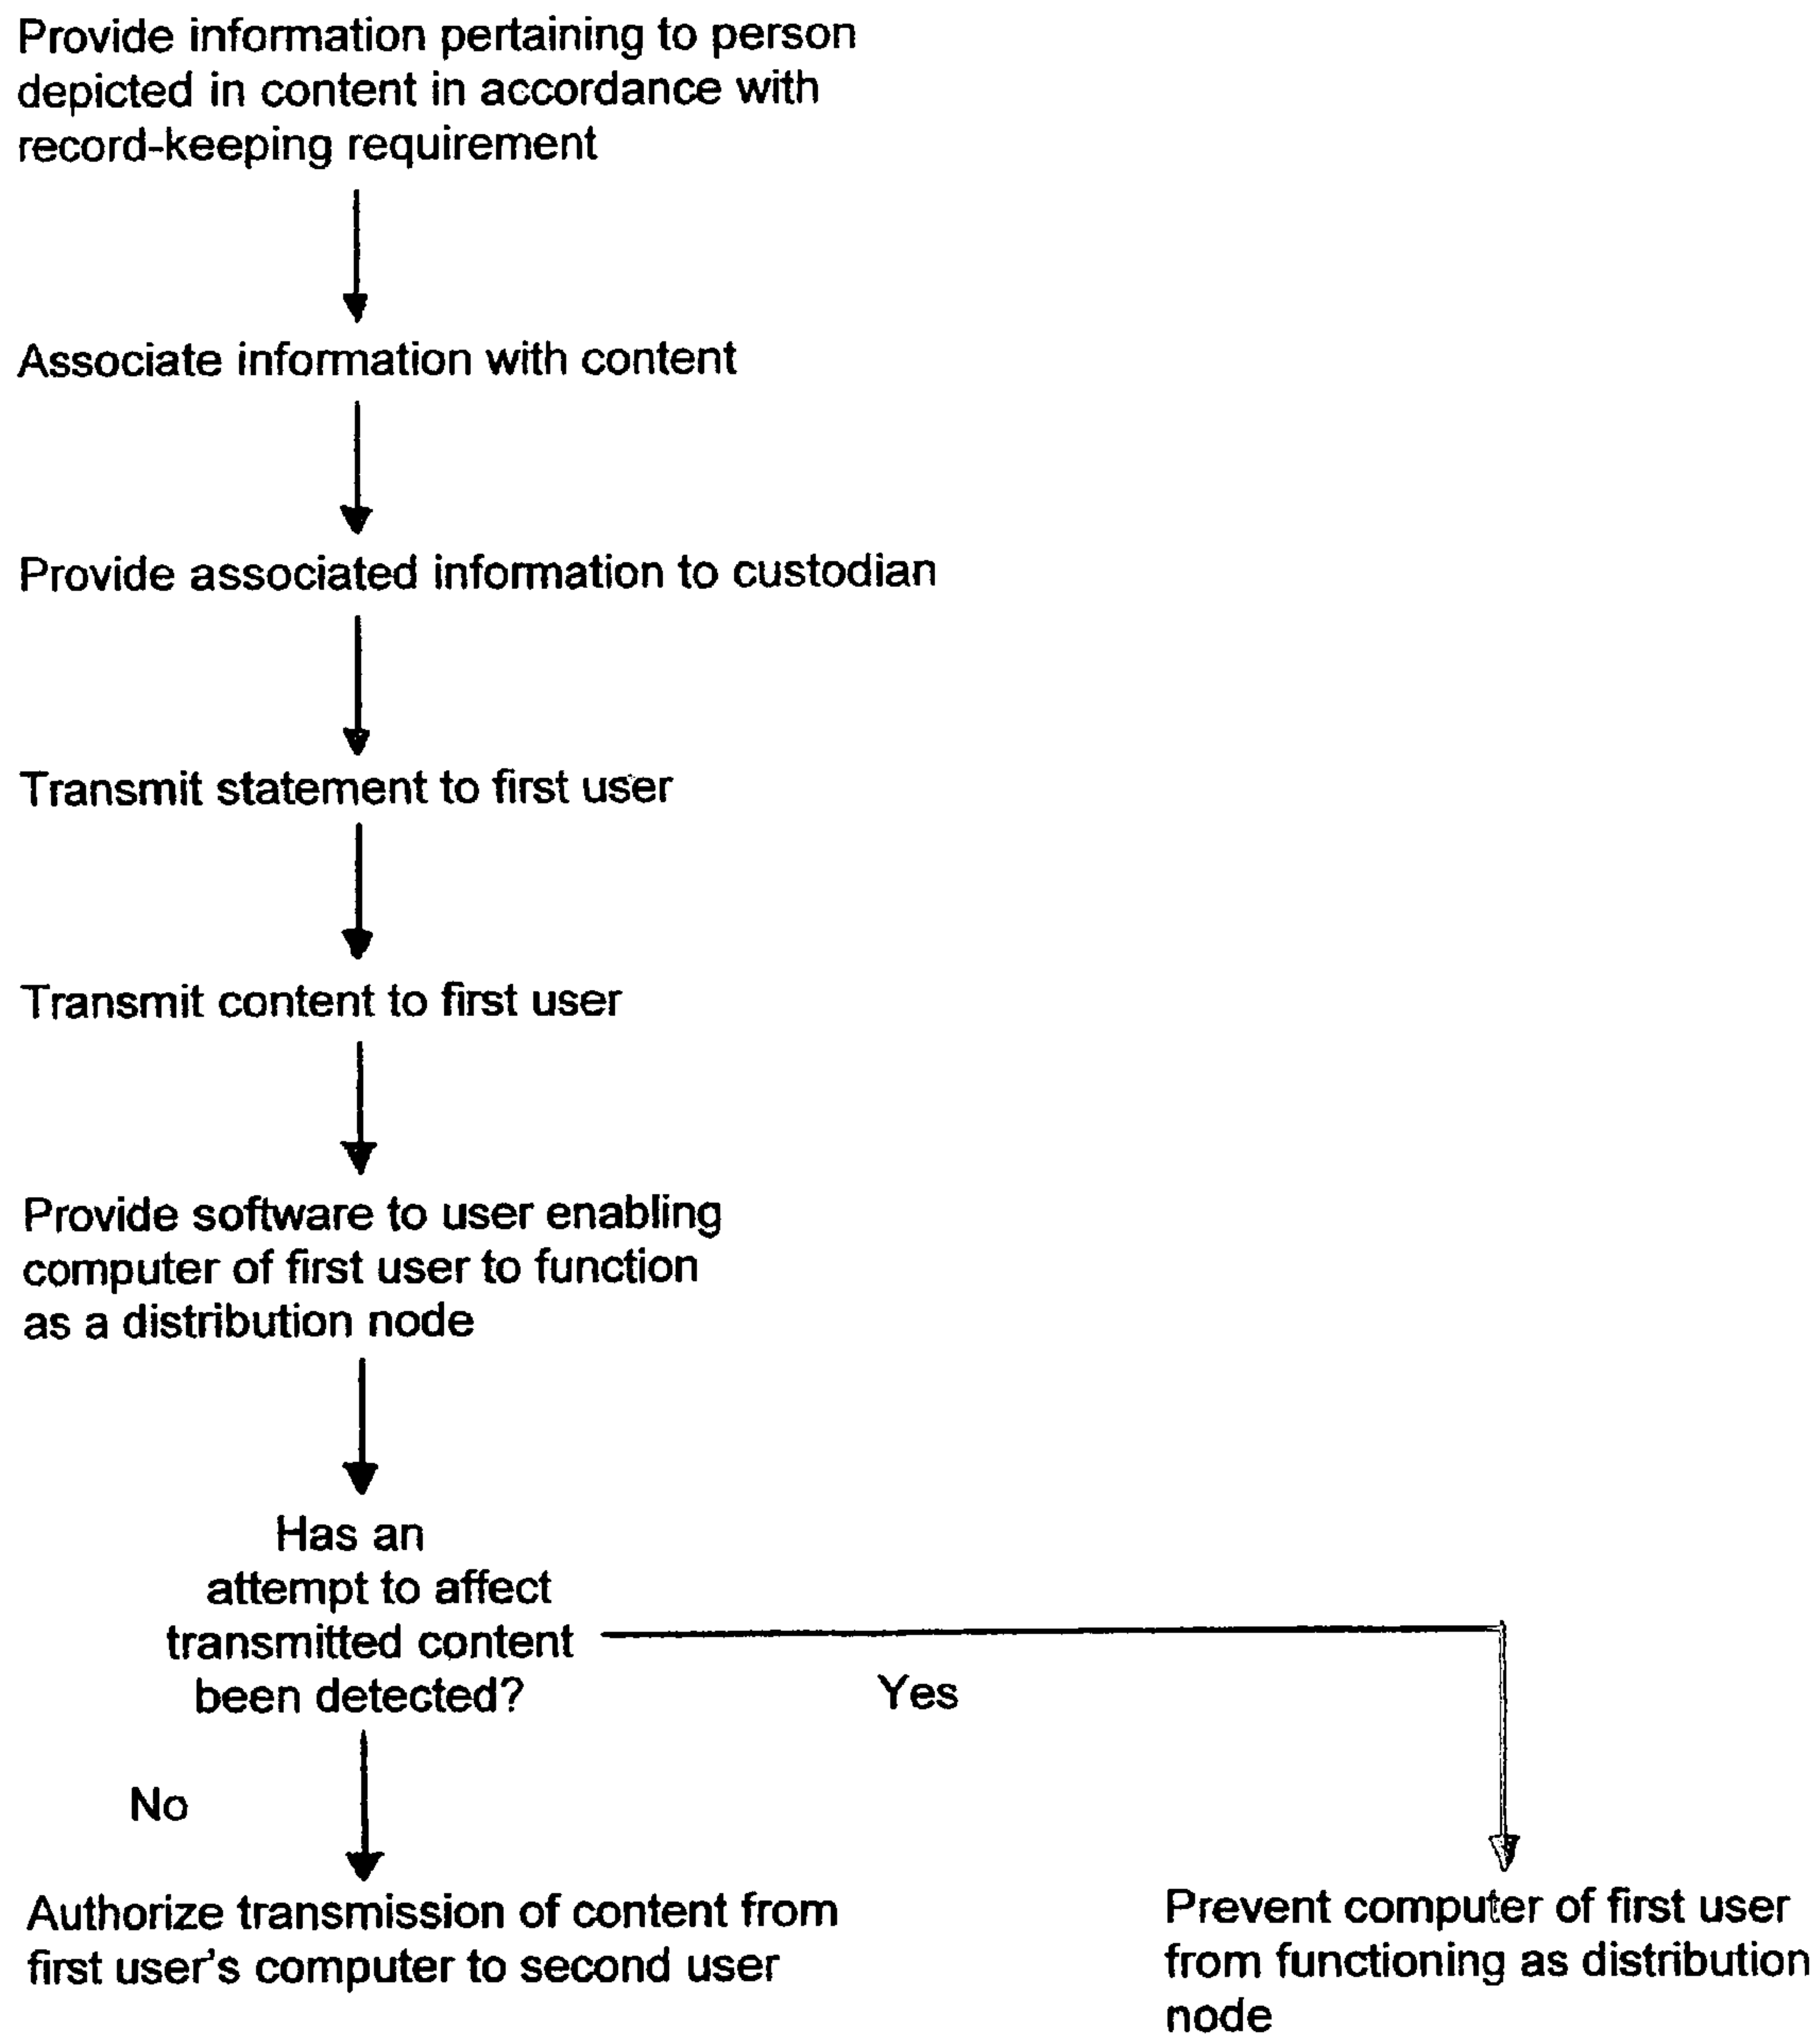 Provide information pertaining to person
depicted in content in accordance with
record-keeping requirement
Associate information with content
Provide associated information to custodian
Transmit statement to first user
Transmit content to first user
Provide software to user enabling
computer of first user to function
as a distribution node
Has an
attempt to affect
transmitted content
been detected?
Yes
No
Authorize transmission of content from
first user's computer to second user
Prevent computer of first user
from functioning as distribution
node